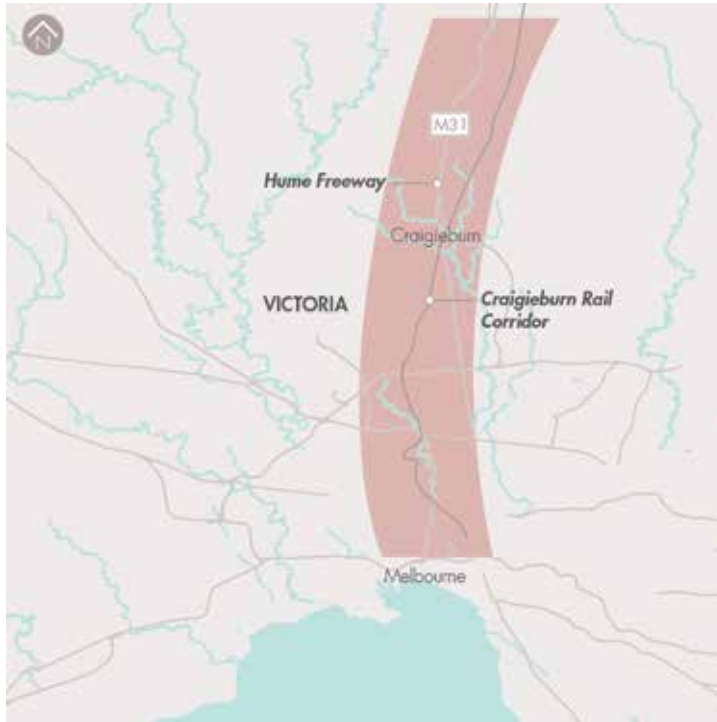 N
M31
Hume Freeway
Craigieburn
VICTORIA
Craigieburn Rail
Corridor
Melbourne